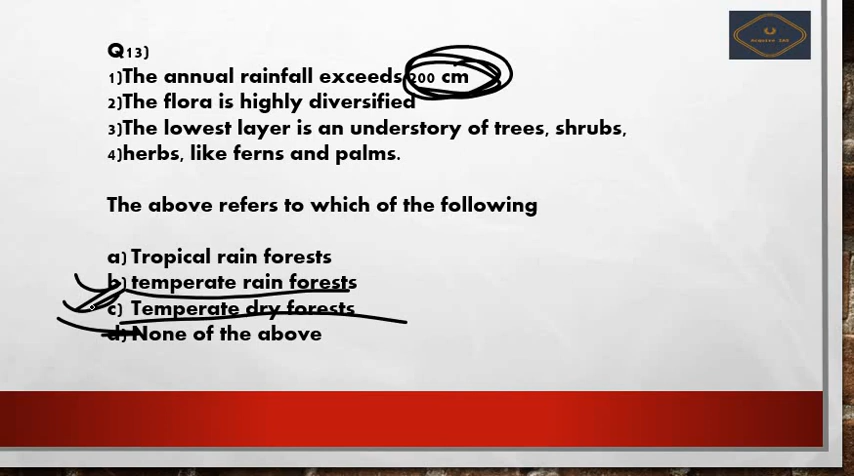 Q13)
1)The annual rainfall exceeds 200 cm
2)The flora is highly diversified
3)The lowest layer is an understory of trees, shrubs,
4)herbs, like ferns and palms.
The above refers to which of the following
a) Tropical rain forests
b) temperate rain forests
c) Temperate dry forests
d) None of the above